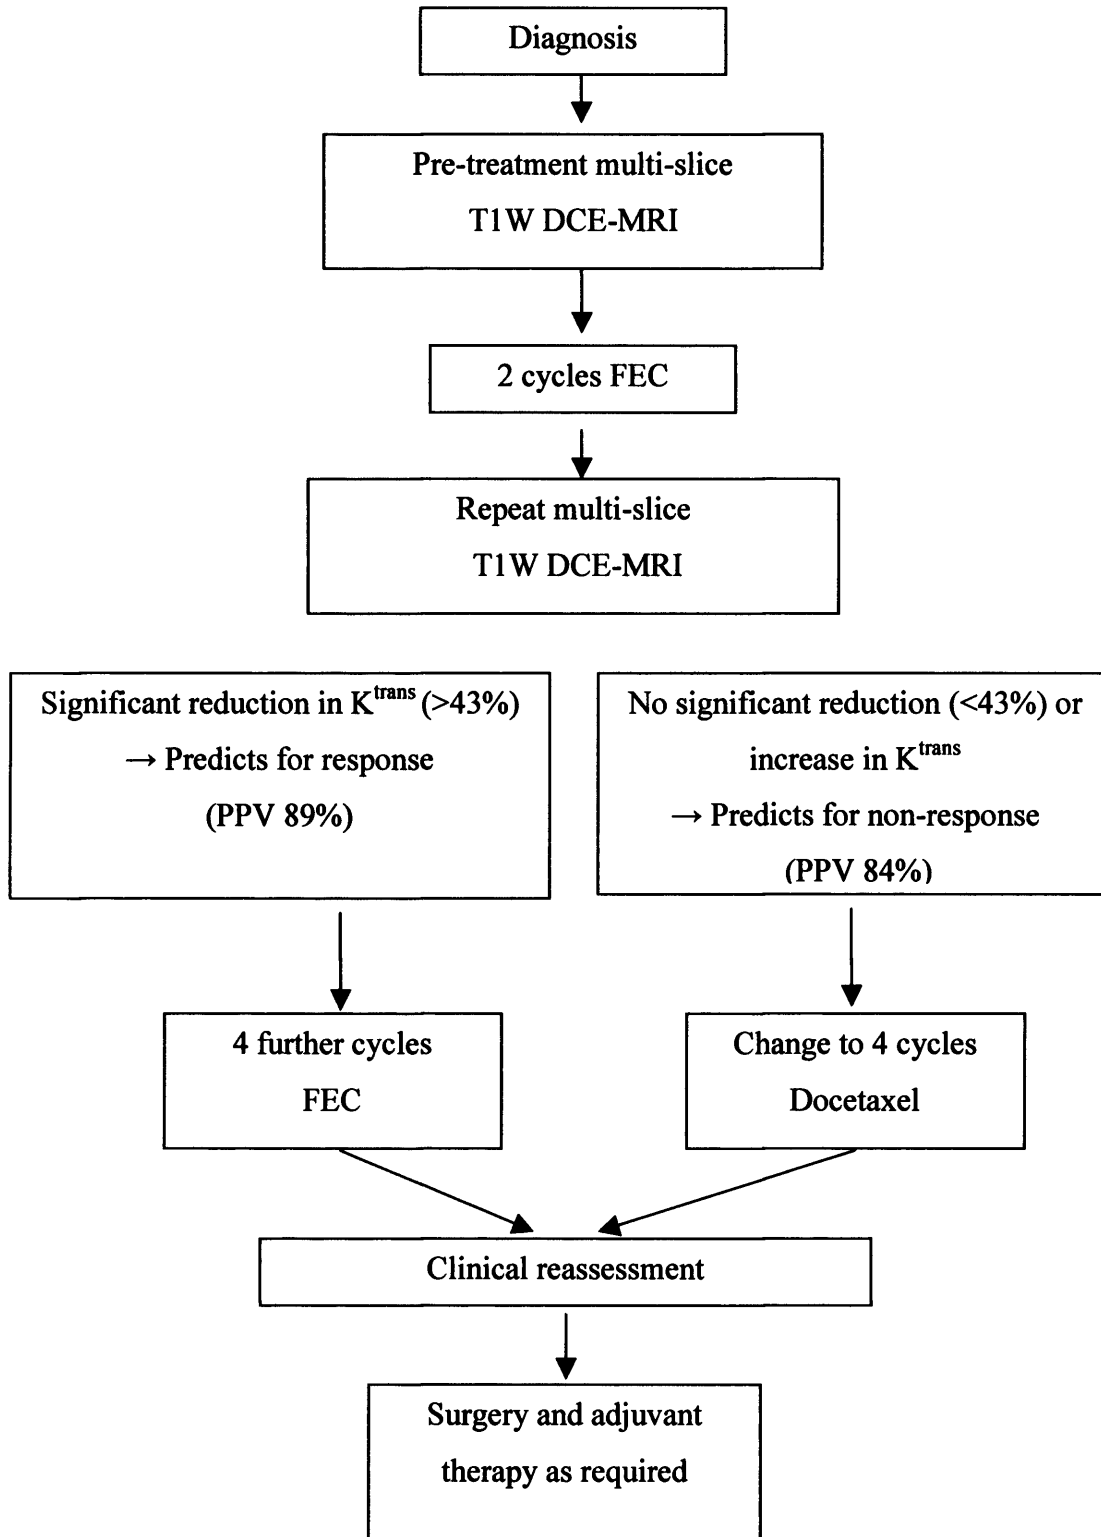 Diagnosis
Pre-treatment multi-slice
T1W DCE-MRI
2 cycles FEC
Repeat multi-slice
T1W DCE-MRI
Significant reduction in K^trans (>43%)
→ Predicts for response
(PPV 89%)
No significant reduction (<43%) or
increase in K^trans
→ Predicts for non-response
(PPV 84%)
4 further cycles
FEC
Change to 4 cycles
Docetaxel
Clinical reassessment
Surgery and adjuvant
therapy as required